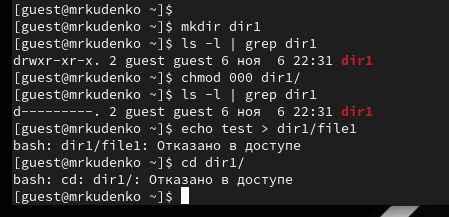 [guest@mrkudenko ~]$
[guest@mrkudenko ~]$ mkdir dir1
[guest@mrkudenko ~]$ ls -l | grep dir1
drwxr-xr-x. 2 guest guest 6 ноя  6 22:31 dir1
[guest@mrkudenko ~]$ chmod 000 dir1/
[guest@mrkudenko ~]$ ls -l | grep dir1
d---------. 2 guest guest 6 ноя  6 22:31 dir1
[guest@mrkudenko ~]$ echo test > dir1/file1
bash: dir1/file1: Отказано в доступе
[guest@mrkudenko ~]$ cd dir1/
bash: cd: dir1/: Отказано в доступе
[guest@mrkudenko ~]$